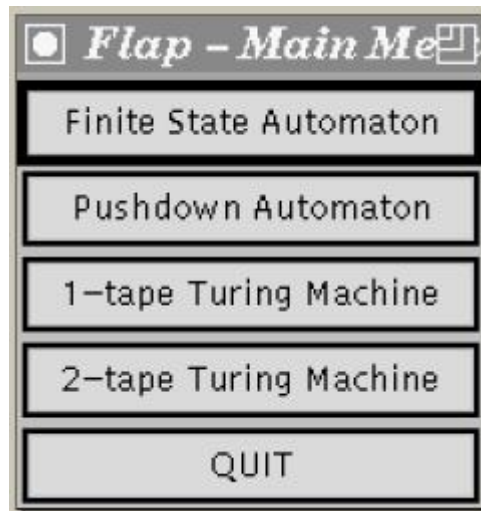 Flap – Main Me
Finite State Automaton
Pushdown Automaton
1–tape Turing Machine
2–tape Turing Machine
QUIT